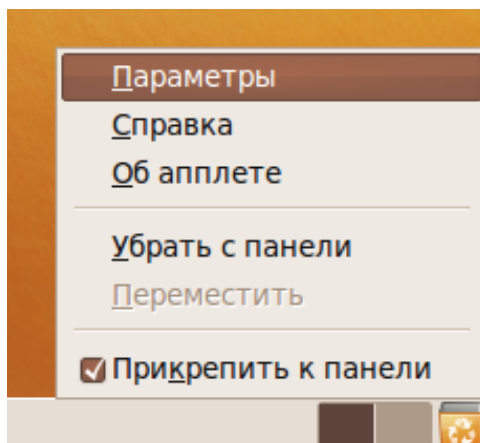 Параметры
Справка
Об апплете
Убрать с панели
Переместить
Прикрепить к панели